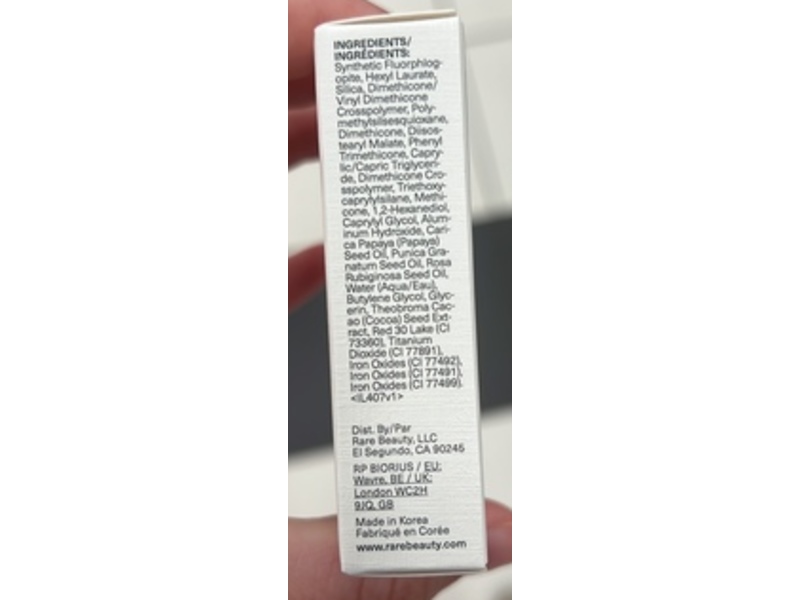 INGREDIENTS/
INGRÉDIENTS:
Synthetic Fluorphlog-
opite, Hexyl Laurate,
Silica, Dimethicone/
Vinyl Dimethicone
Crosspolymer, Poly-
methylsilsesquioxane,
Dimethicone, Diisos-
tearyl Malate, Phenyl
Trimethicone, Capry-
lic/Capric Triglyceri-
de, Dimethicone Cro-
sspolymer, Triethoxy-
caprylylsilane, Methi-
cone, 1,2-Hexanediol,
Caprylyl Glycol, Alum-
inum Hydroxide, Cari-
ca Papaya (Papaya)
Seed Oil, Punica Gra-
natum Seed Oil, Rosa
Rubiginosa Seed Oil,
Water (Aqua/Eau),
Butylene Glycol, Glyc-
erin, Theobroma Cac-
ao (Cocoa) Seed Ext-
ract, Red 30 Lake (CI
73360), Titanium
Dioxide (CI 77891),
Iron Oxides (CI 77492),
Iron Oxides (CI 77491),
Iron Oxides (CI 77499).
<IL407v1>
Dist. By/Par
Rare Beauty, LLC
El Segundo, CA 90245
RP BIORIUS / EU:
Wavre, BE / UK:
London WC2H
9JQ, GB
Made in Korea
Fabriqué en Corée
www.rarebeauty.com